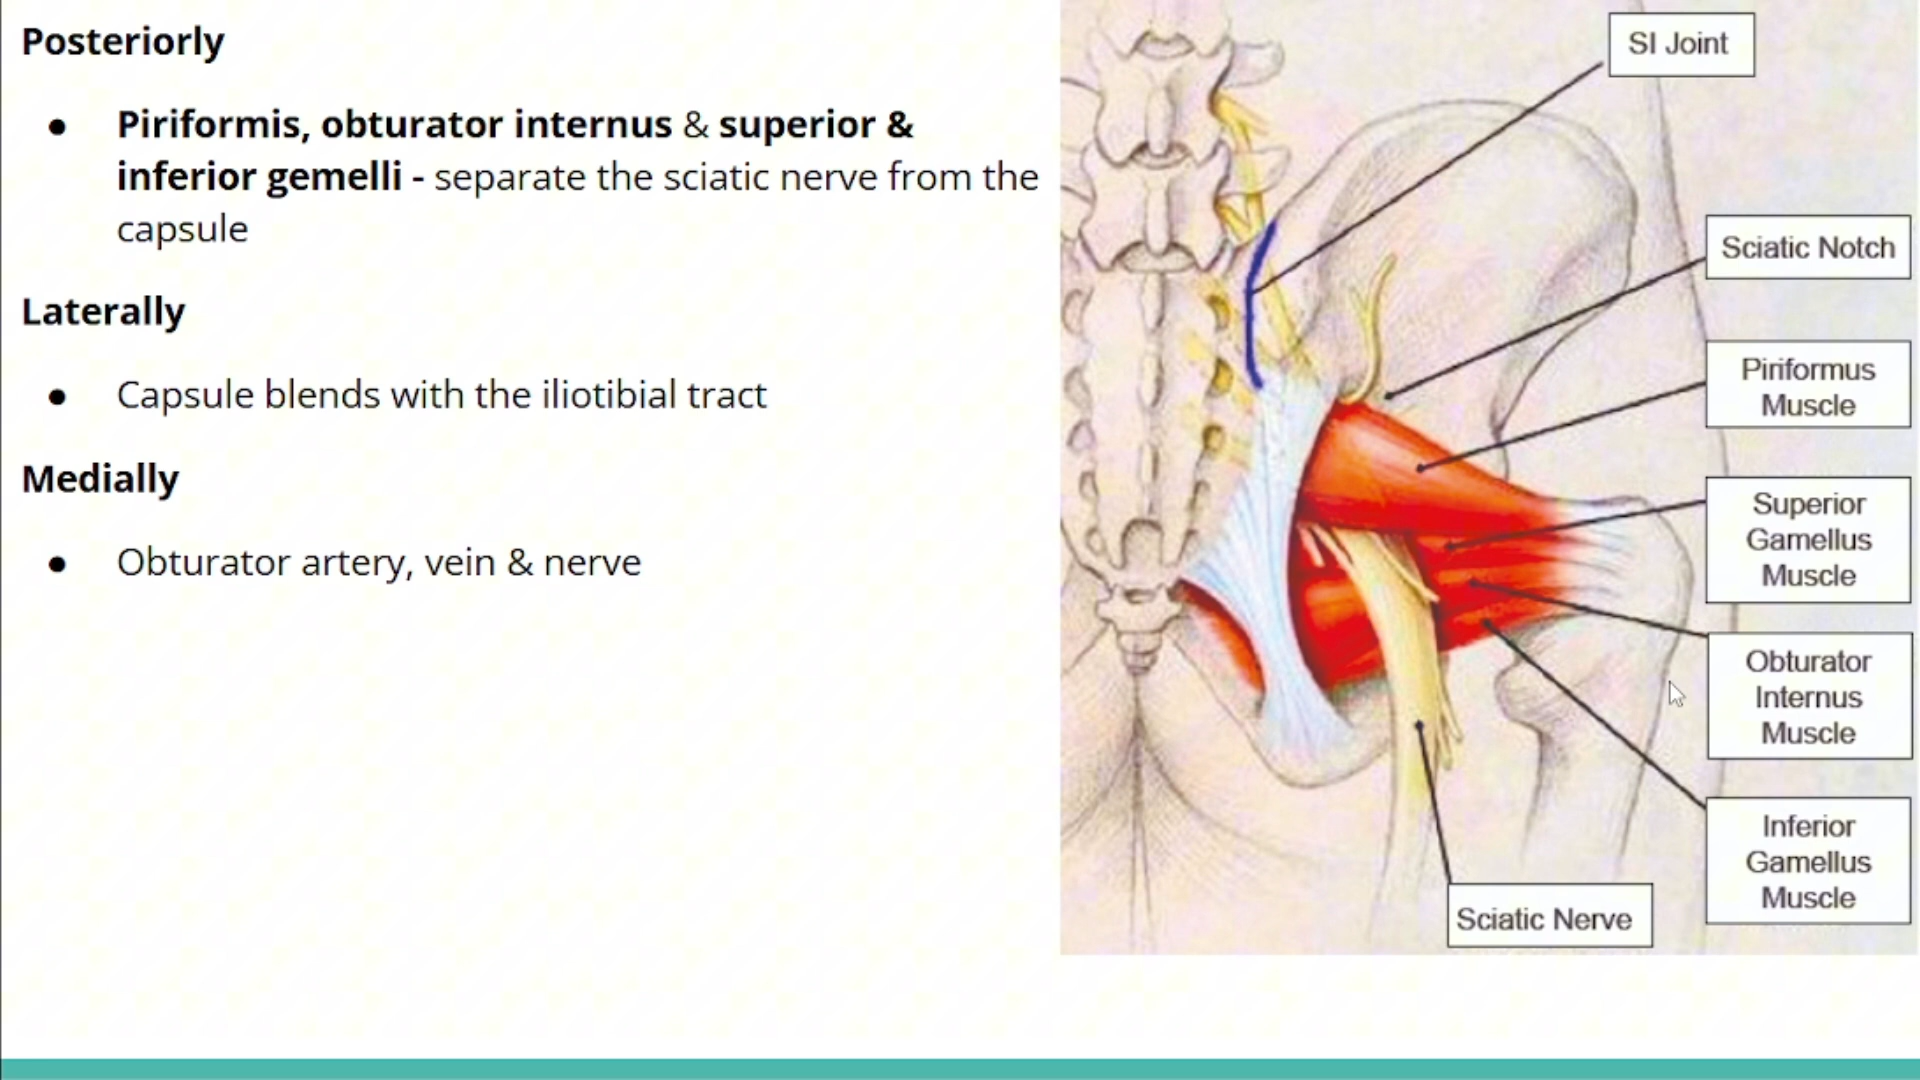 Posteriorly
● Piriformis, obturator internus & superior &
inferior gemelli - separate the sciatic nerve from the
capsule
Laterally
● Capsule blends with the iliotibial tract
Medially
● Obturator artery, vein & nerve
SI Joint
Sciatic Notch
Piriformus
Muscle
Superior
Gamellus
Muscle
Obturator
Internus
Muscle
Inferior
Gamellus
Muscle
Sciatic Nerve